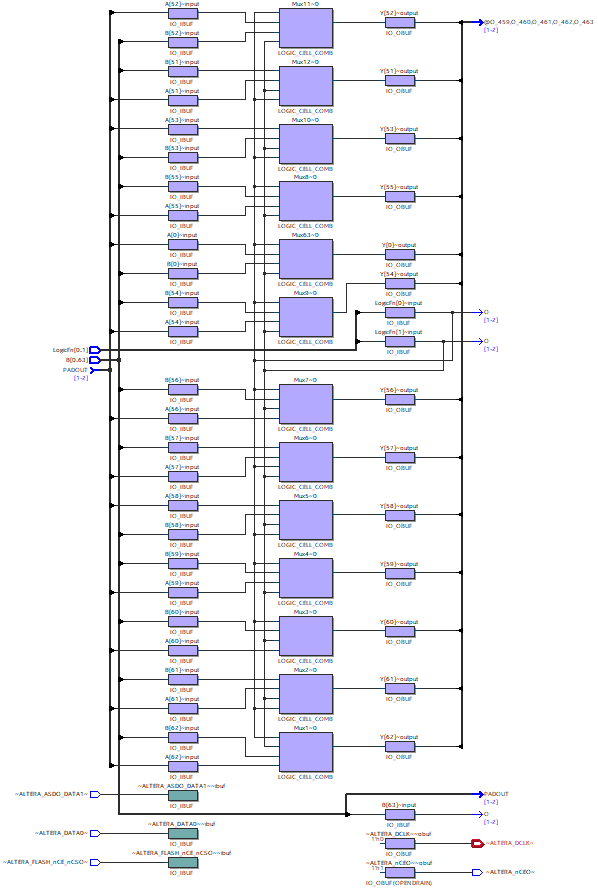 A[52]~input
IO_IBUF
Mux11~0
LOGIC_CELL_COMB
Y[52]~output
IO_OBUF
@O_459,O_460,O_461,O_462,O_463
[1-2]
B[52]~input
IO_IBUF
B[51]~input
IO_IBUF
Mux12~0
LOGIC_CELL_COMB
Y[51]~output
IO_OBUF
A[51]~input
IO_IBUF
A[53]~input
IO_IBUF
Mux10~0
LOGIC_CELL_COMB
Y[53]~output
IO_OBUF
B[53]~input
IO_IBUF
B[55]~input
IO_IBUF
Mux8~0
LOGIC_CELL_COMB
Y[55]~output
IO_OBUF
A[55]~input
IO_IBUF
A[0]~input
IO_IBUF
Mux63~0
LOGIC_CELL_COMB
Y[0]~output
IO_OBUF
B[0]~input
IO_IBUF
B[54]~input
IO_IBUF
Mux9~0
LOGIC_CELL_COMB
Y[54]~output
IO_OBUF
A[54]~input
IO_IBUF
LogicFn[0]~input
IO_IBUF
O
[1-2]
LogicFn[1]~input
IO_IBUF
O
[1-2]
LogicFn[0..1]
B[0..63]
PADOUT
[1-2]
B[56]~input
IO_IBUF
Mux7~0
LOGIC_CELL_COMB
Y[56]~output
IO_OBUF
A[56]~input
IO_IBUF
B[57]~input
IO_IBUF
Mux6~0
LOGIC_CELL_COMB
Y[57]~output
IO_OBUF
A[57]~input
IO_IBUF
A[58]~input
IO_IBUF
Mux5~0
LOGIC_CELL_COMB
Y[58]~output
IO_OBUF
B[58]~input
IO_IBUF
B[59]~input
IO_IBUF
Mux4~0
LOGIC_CELL_COMB
Y[59]~output
IO_OBUF
A[59]~input
IO_IBUF
B[60]~input
IO_IBUF
Mux3~0
LOGIC_CELL_COMB
Y[60]~output
IO_OBUF
A[60]~input
IO_IBUF
B[61]~input
IO_IBUF
Mux2~0
LOGIC_CELL_COMB
Y[61]~output
IO_OBUF
A[61]~input
IO_IBUF
B[62]~input
IO_IBUF
Mux1~0
LOGIC_CELL_COMB
Y[62]~output
IO_OBUF
A[62]~input
IO_IBUF
~ALTERA_ASDO_DATA1~
~ALTERA_ASDO_DATA1~~ibuf
IO_IBUF
PADOUT
[1-2]
B[63]~input
IO_IBUF
O
[1-2]
~ALTERA_DATA0~
~ALTERA_DATA0~~ibuf
IO_IBUF
~ALTERA_DCLK~~obuf
1'h0
IO_OBUF
~ALTERA_DCLK~
~ALTERA_FLASH_nCE_nCSO~
~ALTERA_FLASH_nCE_nCSO~~ibuf
IO_IBUF
~ALTERA_nCEO~~obuf
1'h1
IO_OBUF(OPENDRAIN)
~ALTERA_nCEO~